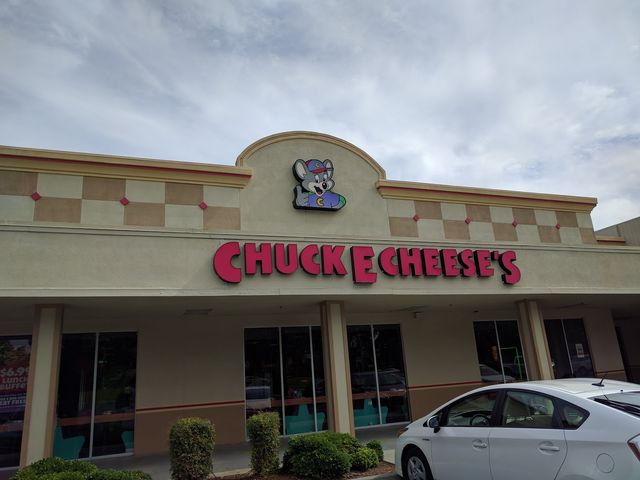 CHUCK E CHEESE'S
$6.99
LUNCH
BUFFET